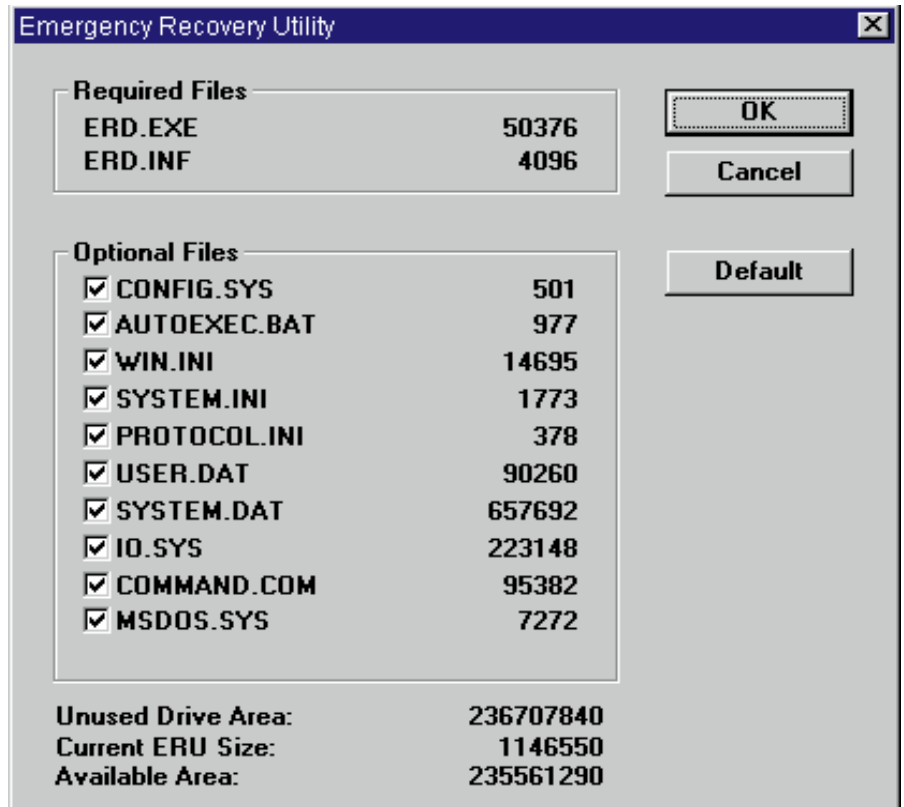 Emergency Recovery Utility
Required Files
ERD.EXE 50376
ERD.INF 4096
OK
Cancel
Optional Files
CONFIG.SYS 501
AUTOEXEC.BAT 977
WIN.INI 14695
SYSTEM.INI 1773
PROTOCOL.INI 378
USER.DAT 90260
SYSTEM.DAT 657692
IO.SYS 223148
COMMAND.COM 95382
MSDOS.SYS 7272
Default
Unused Drive Area: 236707840
Current ERU Size: 1146550
Available Area: 235561290